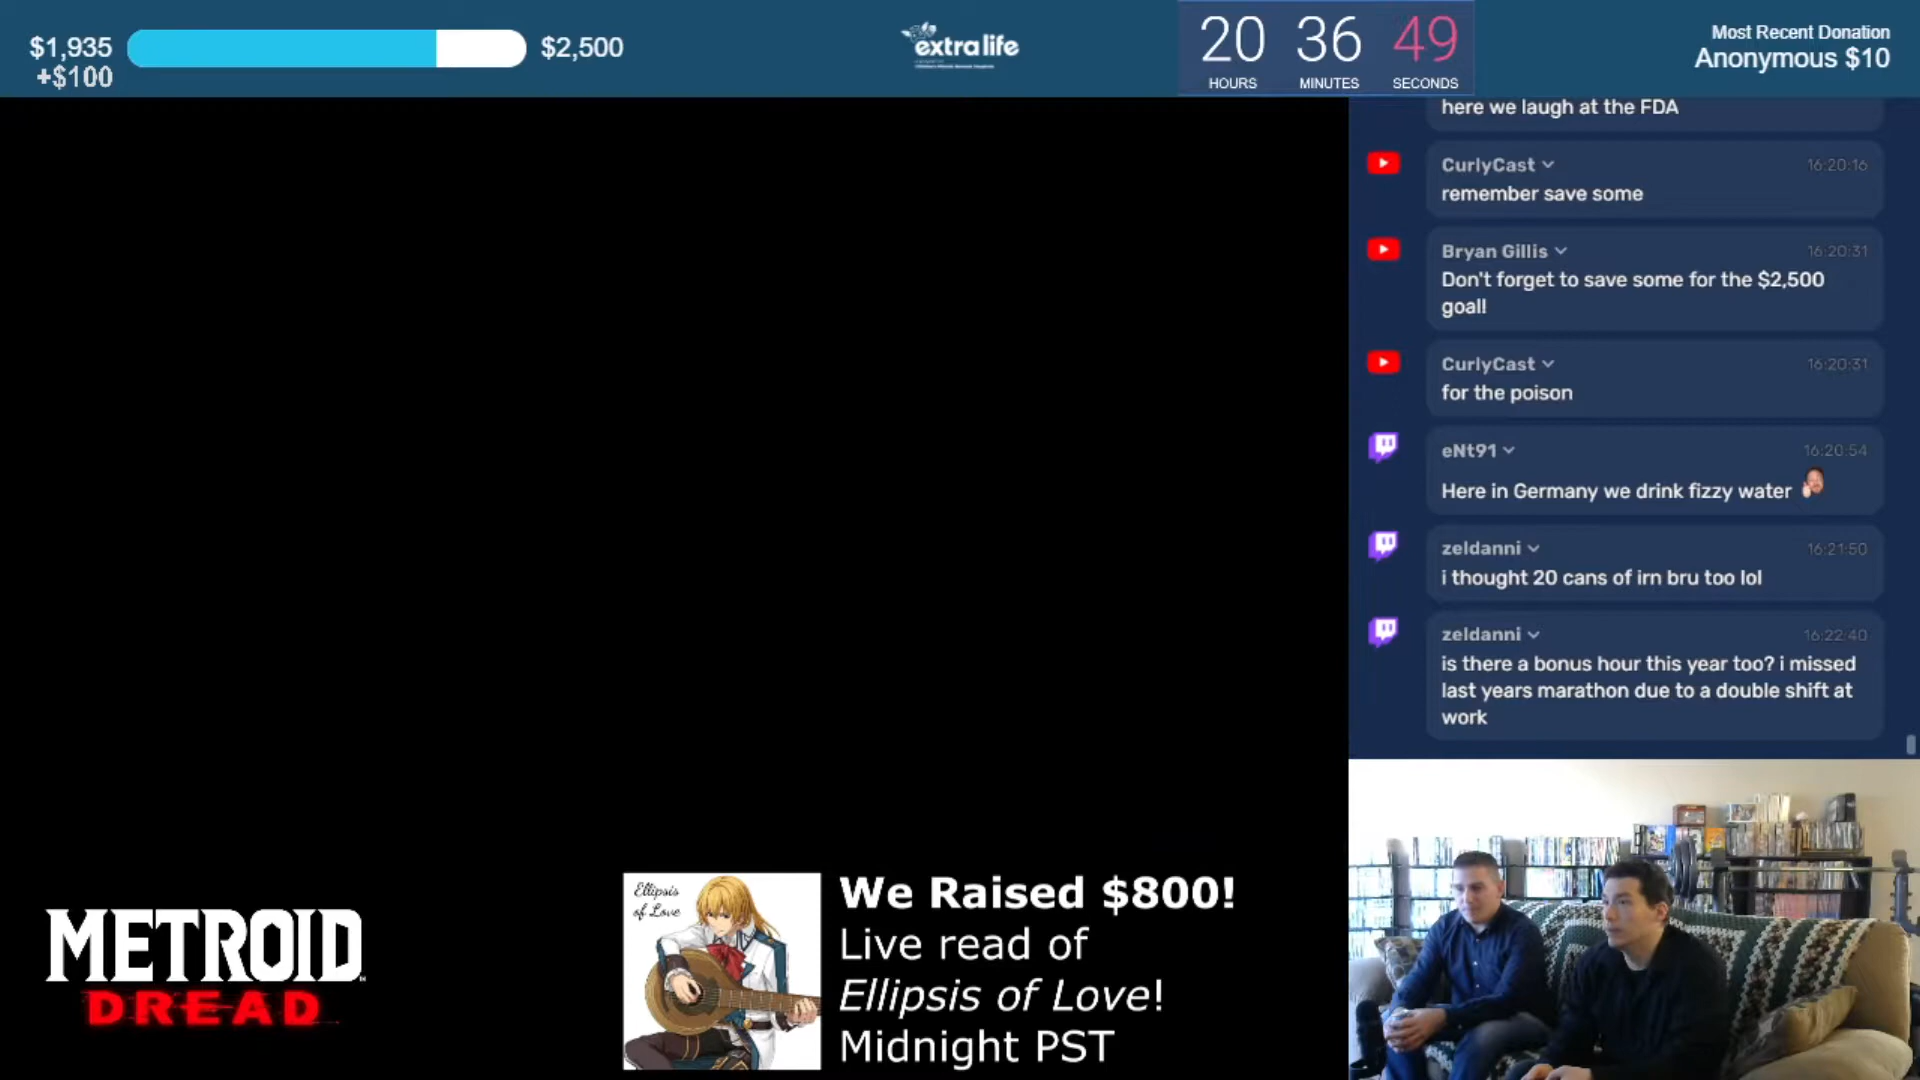 $1,935
+$100
$2,500
extralife
20 36 49
HOURS MINUTES SECONDS
Most Recent Donation
Anonymous $10
here we laugh at the FDA
CurlyCast 16:20:16
remember save some
Bryan Gillis 16:20:31
Don't forget to save some for the $2,500
goal!
CurlyCast 16:20:31
for the poison
eNt91 16:20:54
Here in Germany we drink fizzy water
zeldanni 16:21:50
i thought 20 cans of irn bru too lol
zeldanni 16:22:40
is there a bonus hour this year too? i missed
last years marathon due to a double shift at
work
METROID
DREAD
Ellipsis
of Love
We Raised $800!
Live read of
Ellipsis of Love!
Midnight PST